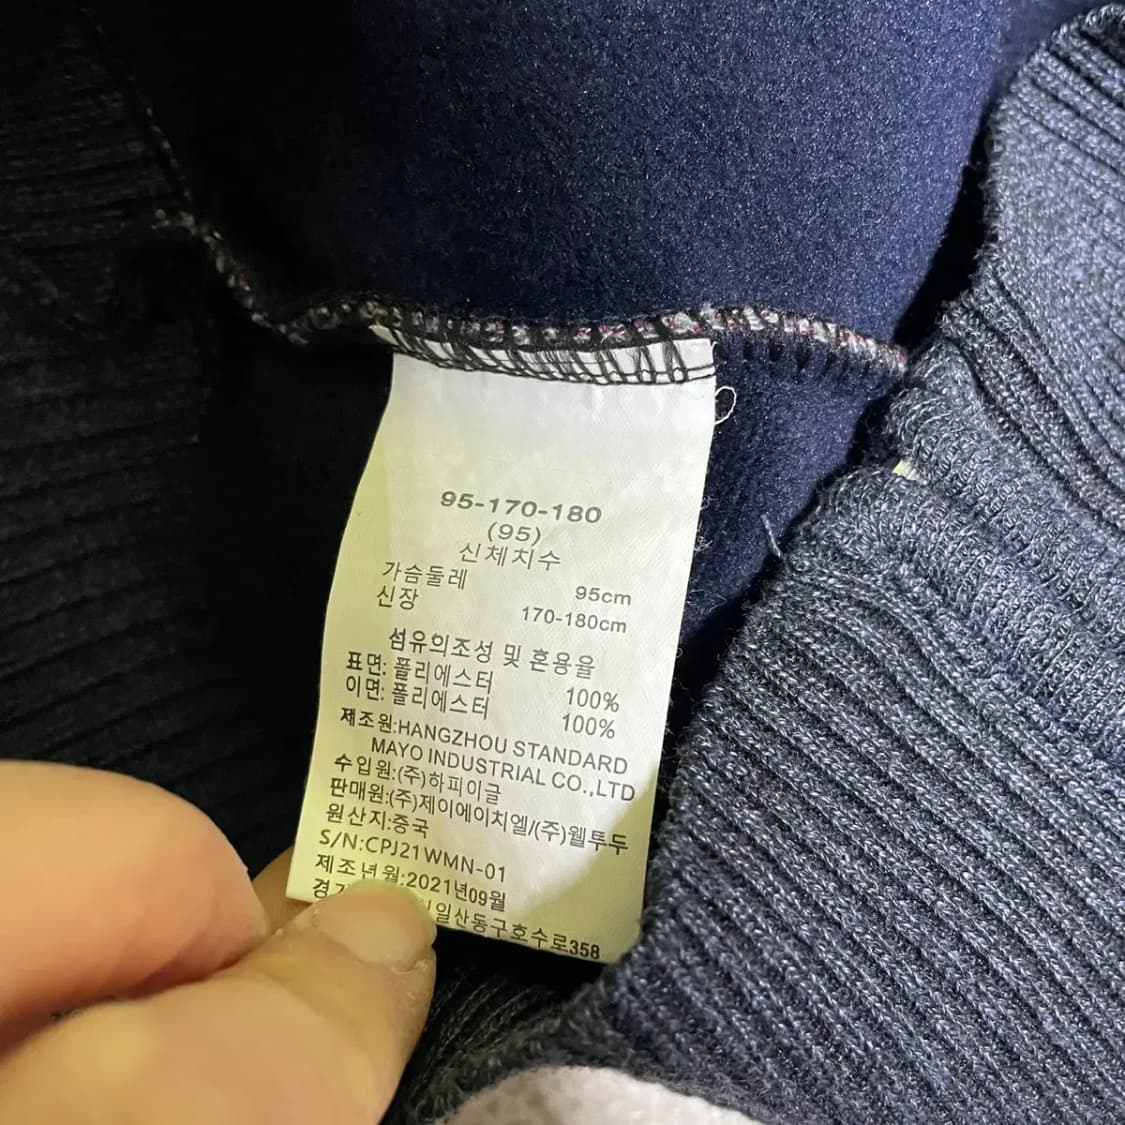 95-170-180
(95)
신체치수
가슴둘레 95cm
신장 170-180cm
섬유의조성 및 혼용율
표면: 폴리에스터 100%
이면: 폴리에스터 100%
제조원:HANGZHOU STANDARD
MAYO INDUSTRIAL CO.,LTD
수입원:(주)하피이글
판매원:(주)제이에이치엘/(주)웰투두
원산지:중국
S/N:CPJ21WMN-01
제조년월:2021년09월
일산동구호수로358